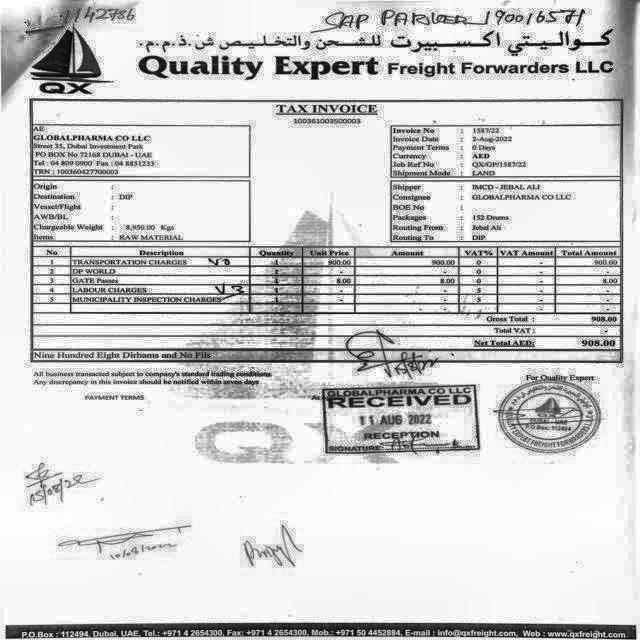 1142786
SAP PARKER 190016571
كواليتي اكسبيرت للشحن والتخليص ش.ذ.م.م.
Quality Expert Freight Forwarders LLC
QX
TAX INVOICE
100361003500003
AE
GLOBALPHARMA CO LLC
Street 35, Dubai Investment Park
PO BOX No 72168 DUBAI - UAE
Tel : 04 809 0900 Fax : 04 8851233
TRN : 100360427700003
Invoice No : 1587/22
Invoice Date : 2-Aug-2022
Payment Terms : 0 Days
Currency : AED
Job Ref No : QX/OP/1587/22
Shipment Mode : LAND
Origin :
Destination : DIP
Vessel/Flight
AWB/BL :
Chargeable Weight : 8,950.00 Kgs
Items : RAW MATERIAL
Shipper : IMCD - JEBAL ALI
Consignee : GLOBALPHARMA CO LLC
BOE No :
Packages : 152 Drums
Routing From : Jebal Ali
Routing To : DIP
No Description Quantity Unit Price Amount VAT% VAT Amount Total Amount
1 TRANSPORTATION CHARGES 1 900.00 900.00 0 - 900.00
2 DP WORLD - - 0 - -
3 GATE Passes 1 8.00 8.00 0 - 8.00
4 LABOUR CHARGES 1 - - 5 - -
5 MUNICIPALITY INSPECTION CHARGES - - 5 - -
Gross Total : 908.00
Total VAT : -
Net Total AED: 908.00
Nine Hundred Eight Dirhams and No Fils
All business transacted subject to company's standard trading conditions
Any discrepancy in this invoice should be notified within seven days
For Quality Expert
PAYMENT TERMS
As
GLOBALPHARMA CO LLC
RECEIVED
11 AUG 2022
RECEPTION
SIGNATURE
P.O.Box: 112494
QUALITY EXPERT FREIGHT FORWARDERS LLC
QX
15/08/22
10/08/2022
P.O.Box : 112494, Dubai, UAE, Tel.: +971 4 2654300, Fax: +971 4 2654300, Mob.: +971 50 4452884, E-mail : info@qxfreight.com, Web : www.qxfreight.com